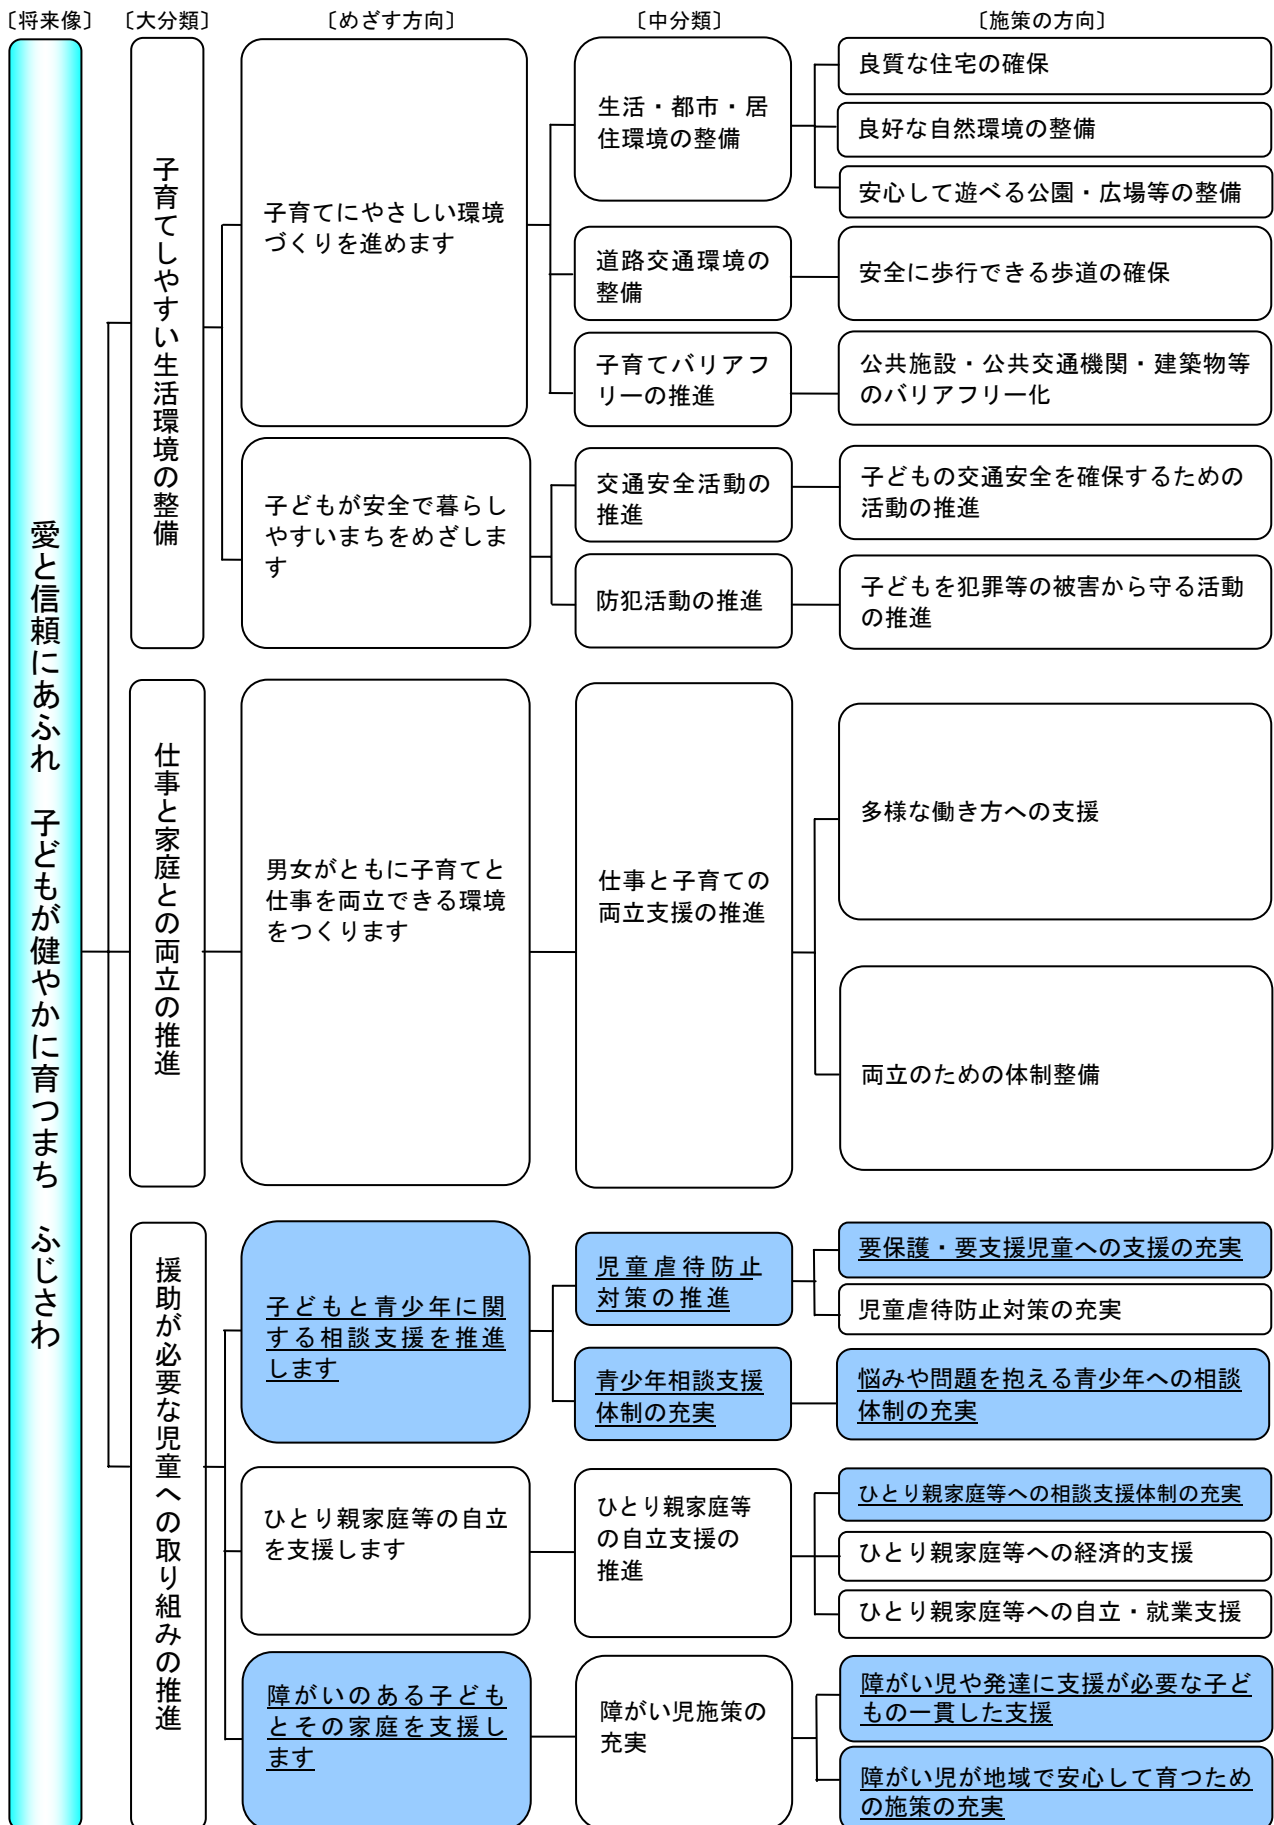 〔将来像〕
〔大分類〕
〔めざす方向〕
〔中分類〕
〔施策の方向〕
愛と信頼にあふれ　子どもが健やかに育つまち　ふじさわ
子育てしやすい生活環境の整備
子育てにやさしい環境
づくりを進めます
生活・都市・居
住環境の整備
良質な住宅の確保
良好な自然環境の整備
安心して遊べる公園・広場等の整備
道路交通環境の
整備
安全に歩行できる歩道の確保
子育てバリアフ
リーの推進
公共施設・公共交通機関・建築物等
のバリアフリー化
子どもが安全で暮らし
やすいまちをめざしま
す
交通安全活動の
推進
子どもの交通安全を確保するための
活動の推進
防犯活動の推進
子どもを犯罪等の被害から守る活動
の推進
仕事と家庭との両立の推進
男女がともに子育てと
仕事を両立できる環境
をつくります
仕事と子育ての
両立支援の推進
多様な働き方への支援
両立のための体制整備
援助が必要な児童への取り組みの推進
子どもと青少年に関
する相談支援を推進
します
児童虐待防止
対策の推進
要保護・要支援児童への支援の充実
児童虐待防止対策の充実
青少年相談支援
体制の充実
悩みや問題を抱える青少年への相談
体制の充実
ひとり親家庭等の自立
を支援します
ひとり親家庭等
の自立支援の
推進
ひとり親家庭等への相談支援体制の充実
ひとり親家庭等への経済的支援
ひとり親家庭等への自立・就業支援
障がいのある子ども
とその家庭を支援し
ます
障がい児施策の
充実
障がい児や発達に支援が必要な子ど
もの一貫した支援
障がい児が地域で安心して育つため
の施策の充実